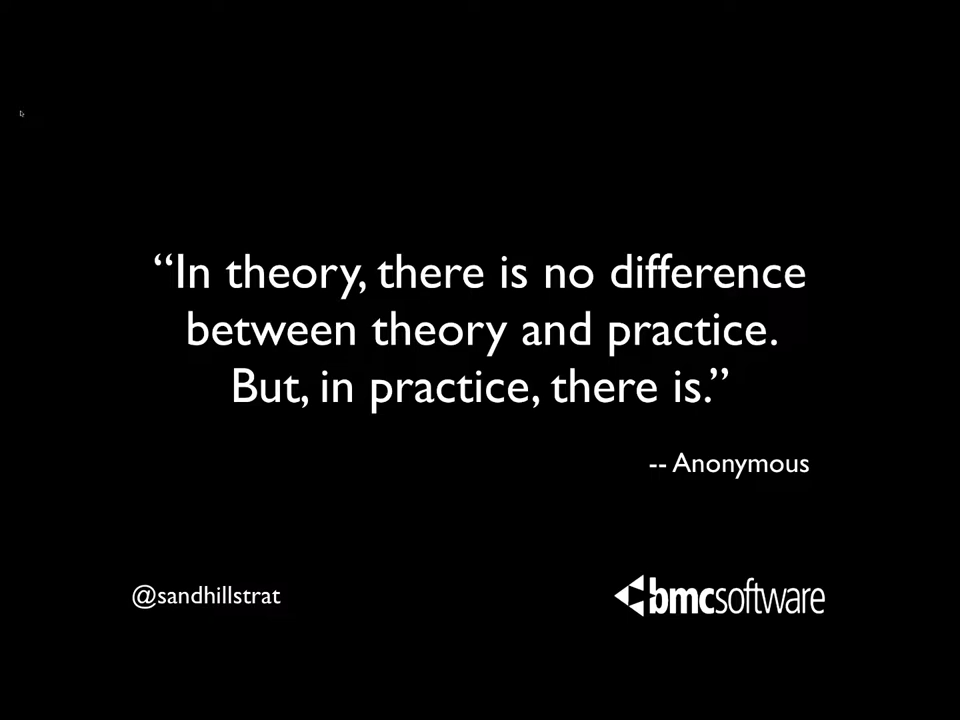 “In theory, there is no difference
between theory and practice.
But, in practice, there is.”
-- Anonymous
@sandhillstrat
bmcsoftware